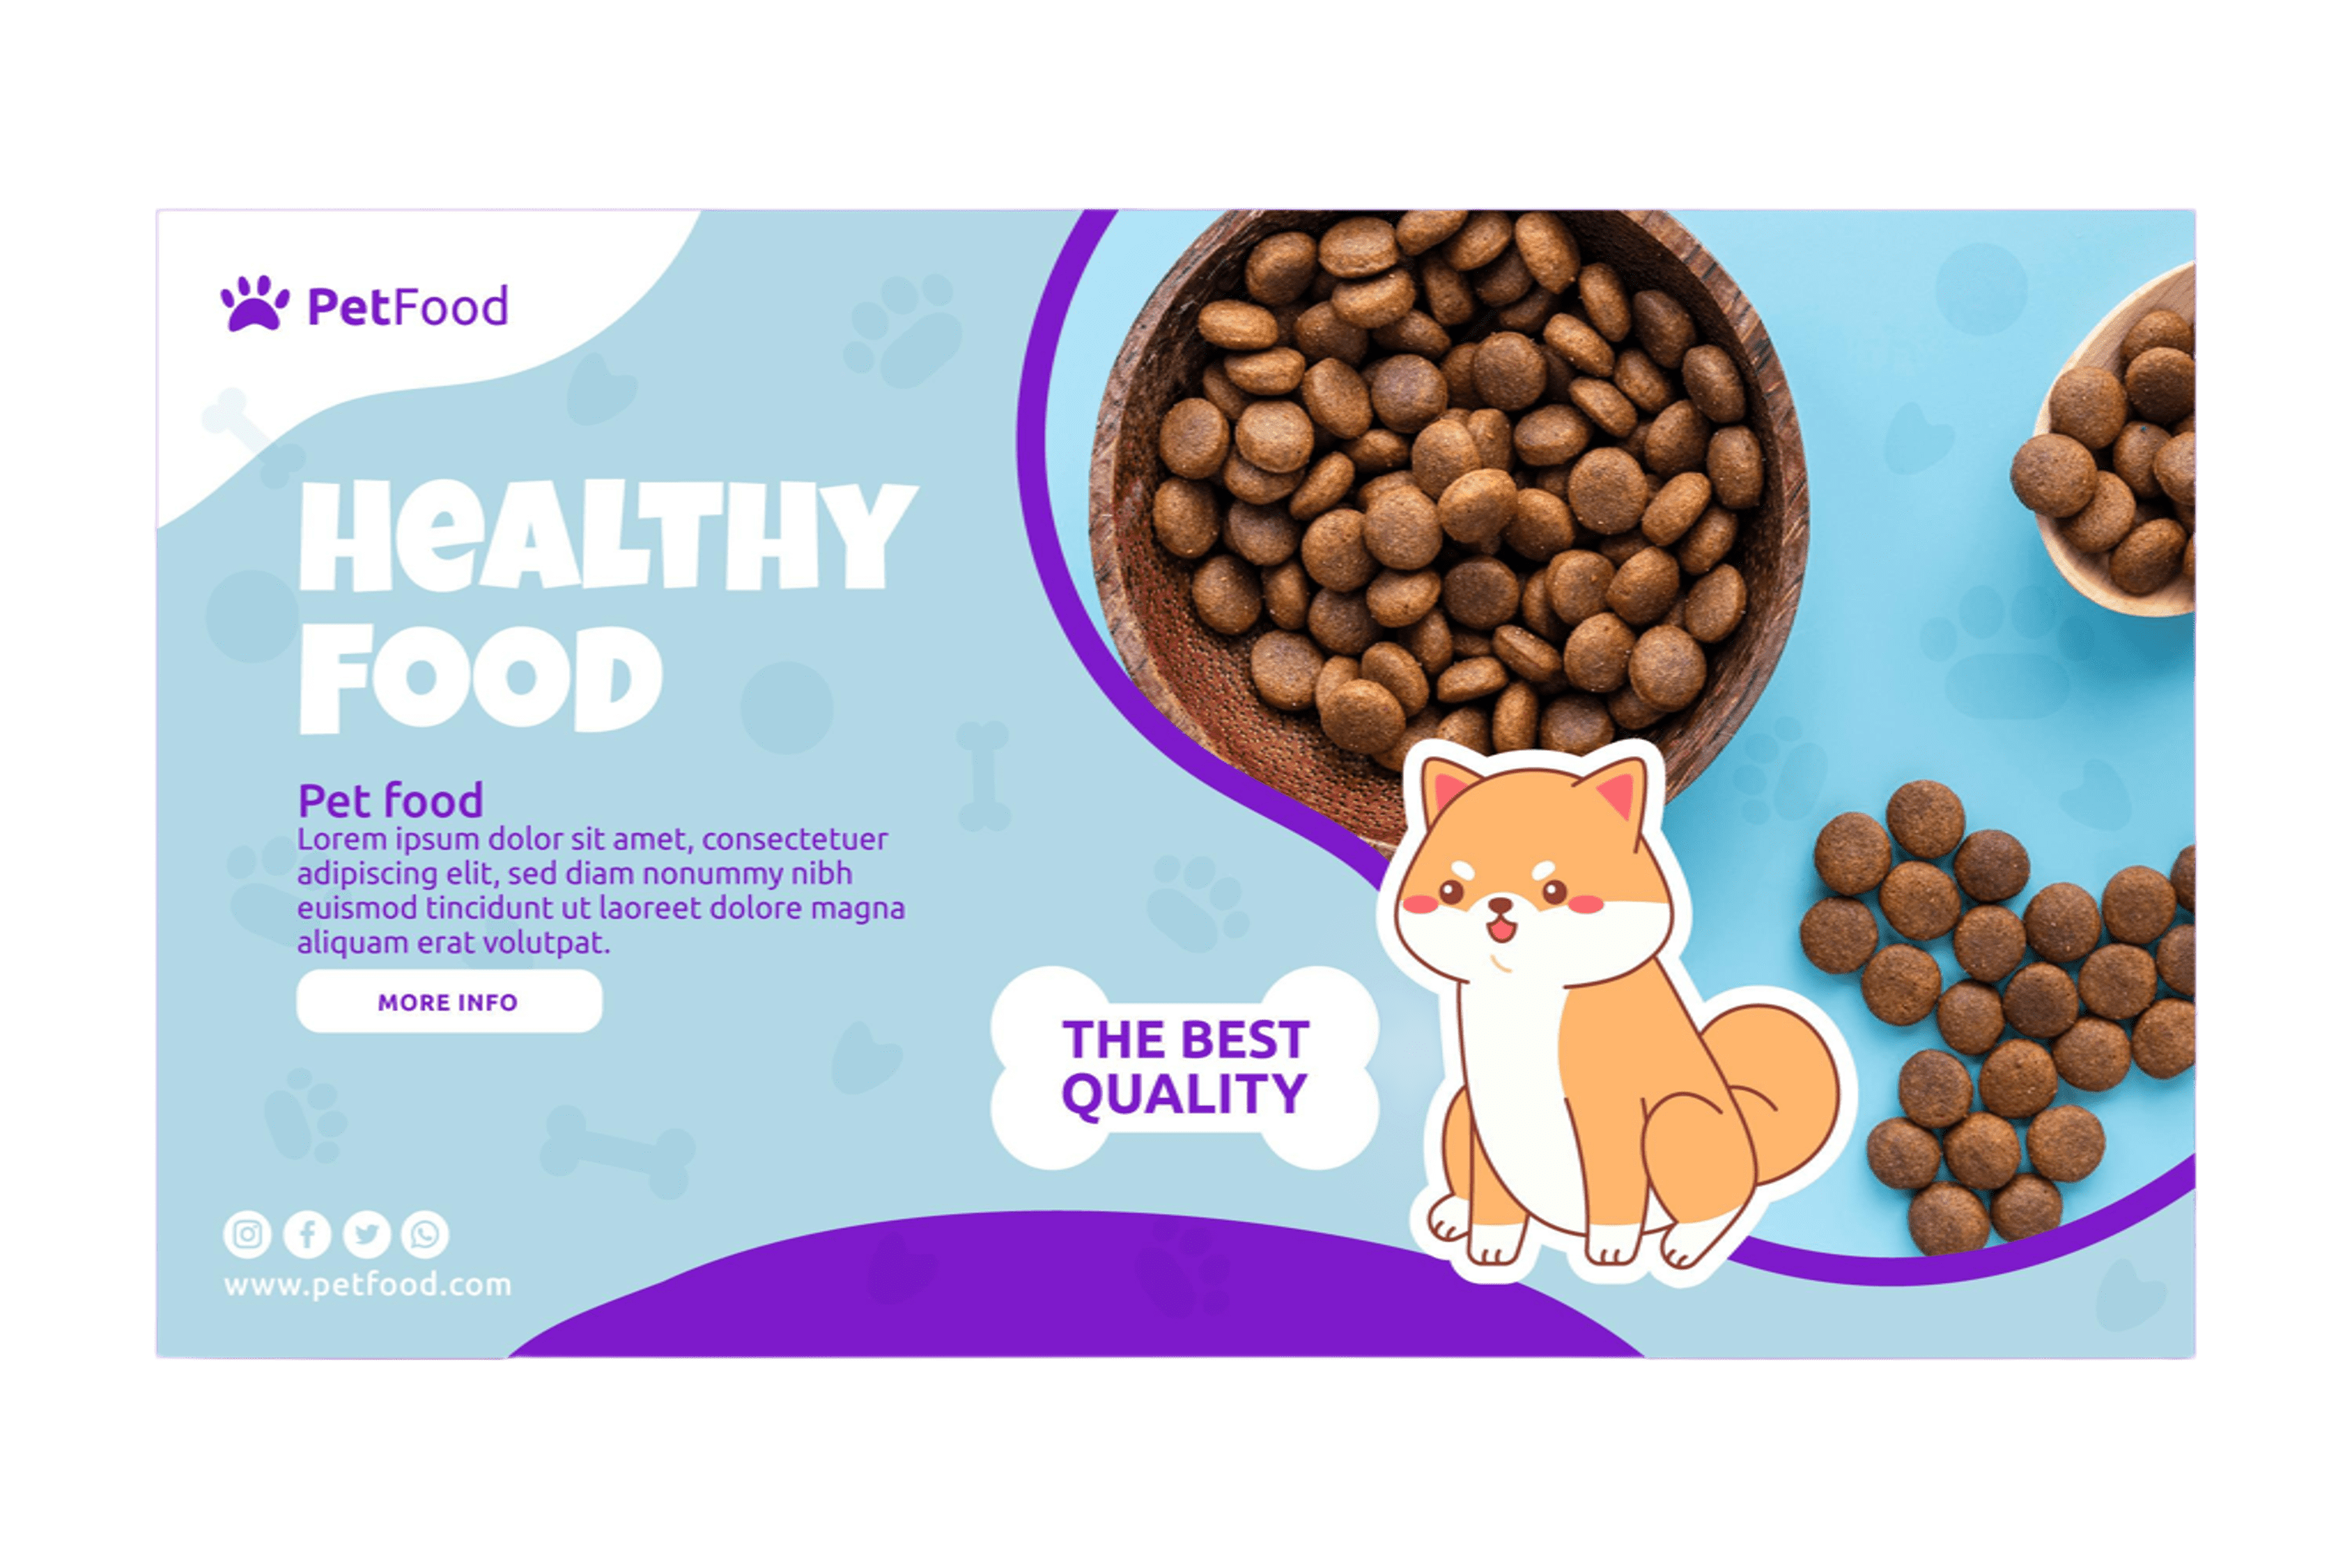 PetFood
HeALTHY
FOOD
Pet food
Lorem ipsum dolor sit amet, consectetuer
adipiscing elit, sed diam nonummy nibh
euismod tincidunt ut laoreet dolore magna
aliquam erat volutpat.
MORE INFO
THE BEST
QUALITY
www.petfood.com